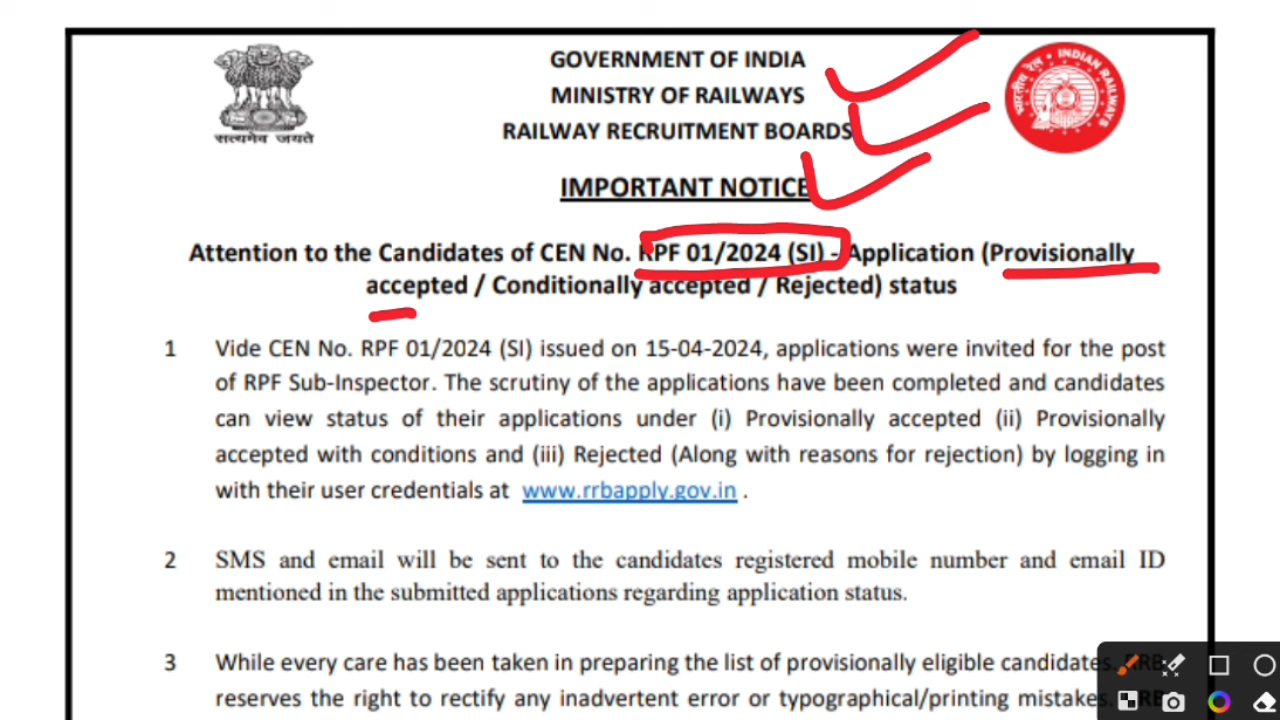 GOVERNMENT OF INDIA
MINISTRY OF RAILWAYS
RAILWAY RECRUITMENT BOARDS
सत्यमेव जयते
भारतीय रेल • INDIAN RAILWAYS
IMPORTANT NOTICE
Attention to the Candidates of CEN No. RPF 01/2024 (SI) - Application (Provisionally
accepted / Conditionally accepted / Rejected) status
1 Vide CEN No. RPF 01/2024 (SI) issued on 15-04-2024, applications were invited for the post
of RPF Sub-Inspector. The scrutiny of the applications have been completed and candidates
can view status of their applications under (i) Provisionally accepted (ii) Provisionally
accepted with conditions and (iii) Rejected (Along with reasons for rejection) by logging in
with their user credentials at www.rrbapply.gov.in .
2 SMS and email will be sent to the candidates registered mobile number and email ID
mentioned in the submitted applications regarding application status.
3 While every care has been taken in preparing the list of provisionally eligible candidates. RRB
reserves the right to rectify any inadvertent error or typographical/printing mistakes. RRB